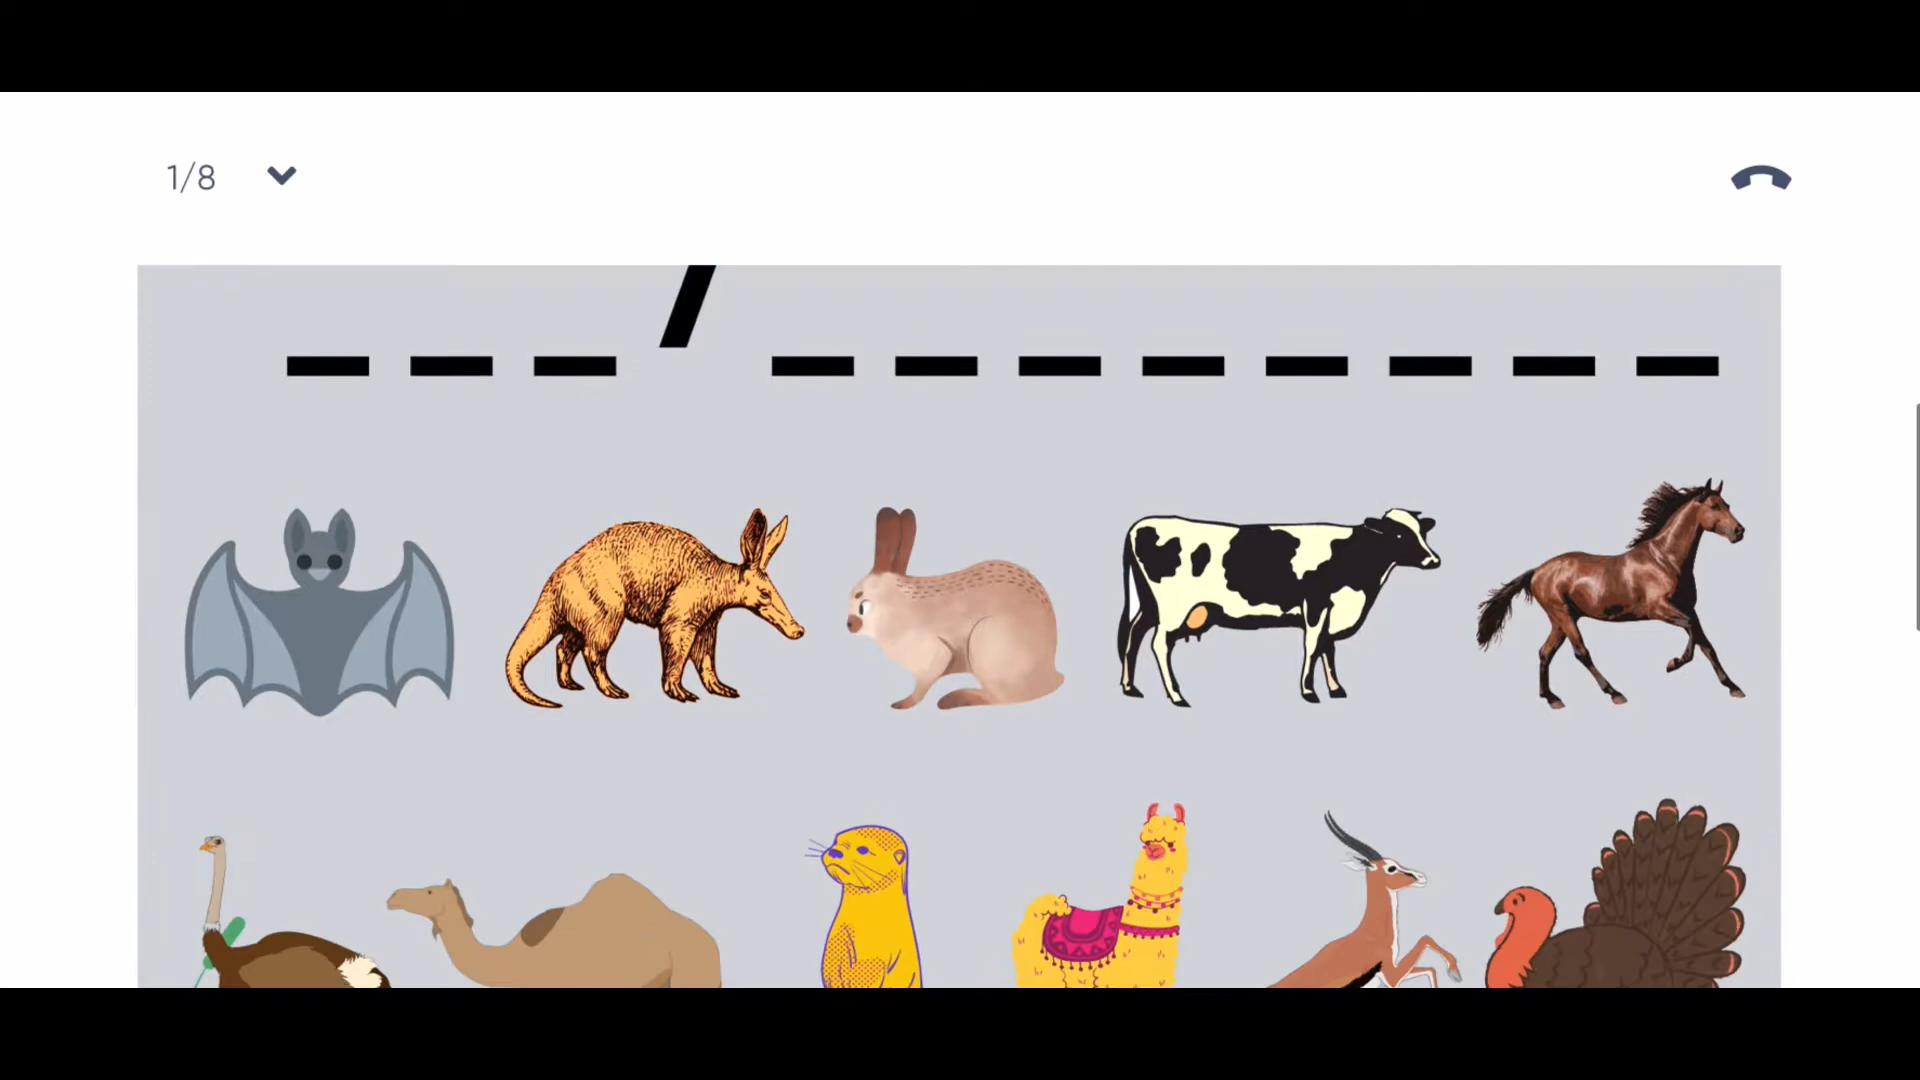 1/8
_ _ _ / _ _ _ _ _ _ _ _